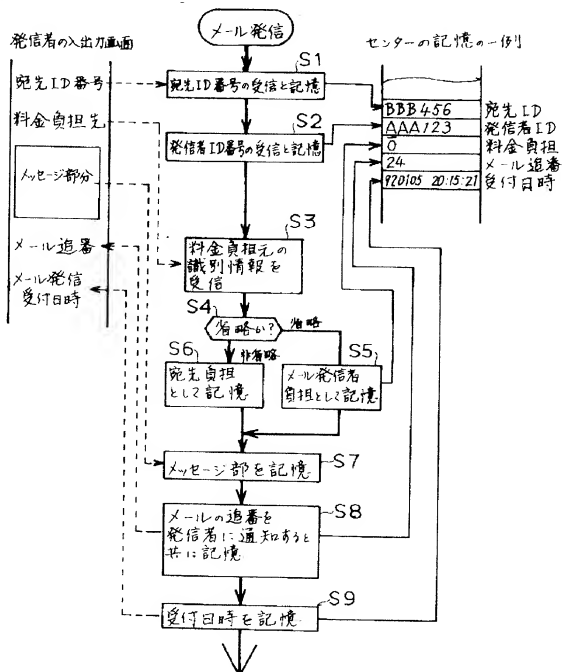 メール発信
発信者の入出力画面
宛先ID番号
料金負担先
メッセージ部分
メール追番
メール発信
受付日時
センターの記憶の一例
BBB456 宛先ID
AAA123 発信者ID
0 料金負担
24 メール追番
920105 20:15:21 受付日時
S1
宛先ID番号の受信と記憶
S2
発信者ID番号の受信と記憶
S3
料金負担元の
識別情報を
受信
S4
省略か?
省略
非省略
S6
宛先負担
として記憶
S5
メール発信者
負担として記憶
S7
メッセージ部を記憶
S8
メールの追番を
発信者に通知すると
共に記憶
S9
受付日時を記憶